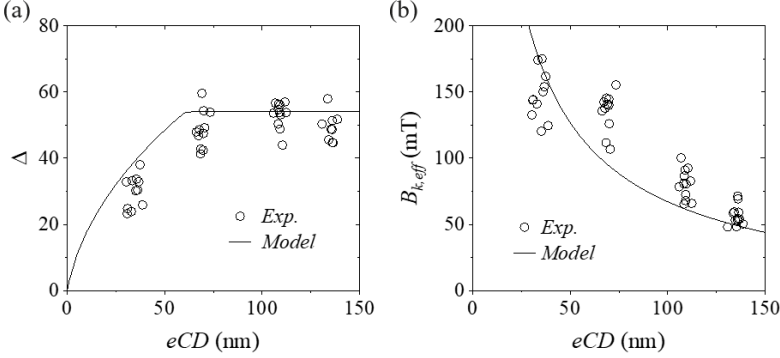 (a)
80
60
40
20
0
Δ
Exp.
Model
0 50 100 150
eCD (nm)
(b)
200
150
100
50
0
B_{k,eff} (mT)
Exp.
Model
0 50 100 150
eCD (nm)